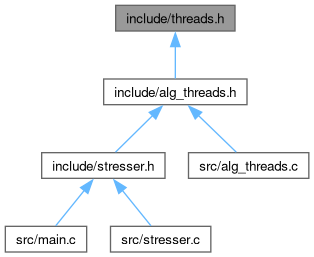 include/threads.h
include/alg_threads.h
include/stresser.h
src/alg_threads.c
src/main.c
src/stresser.c